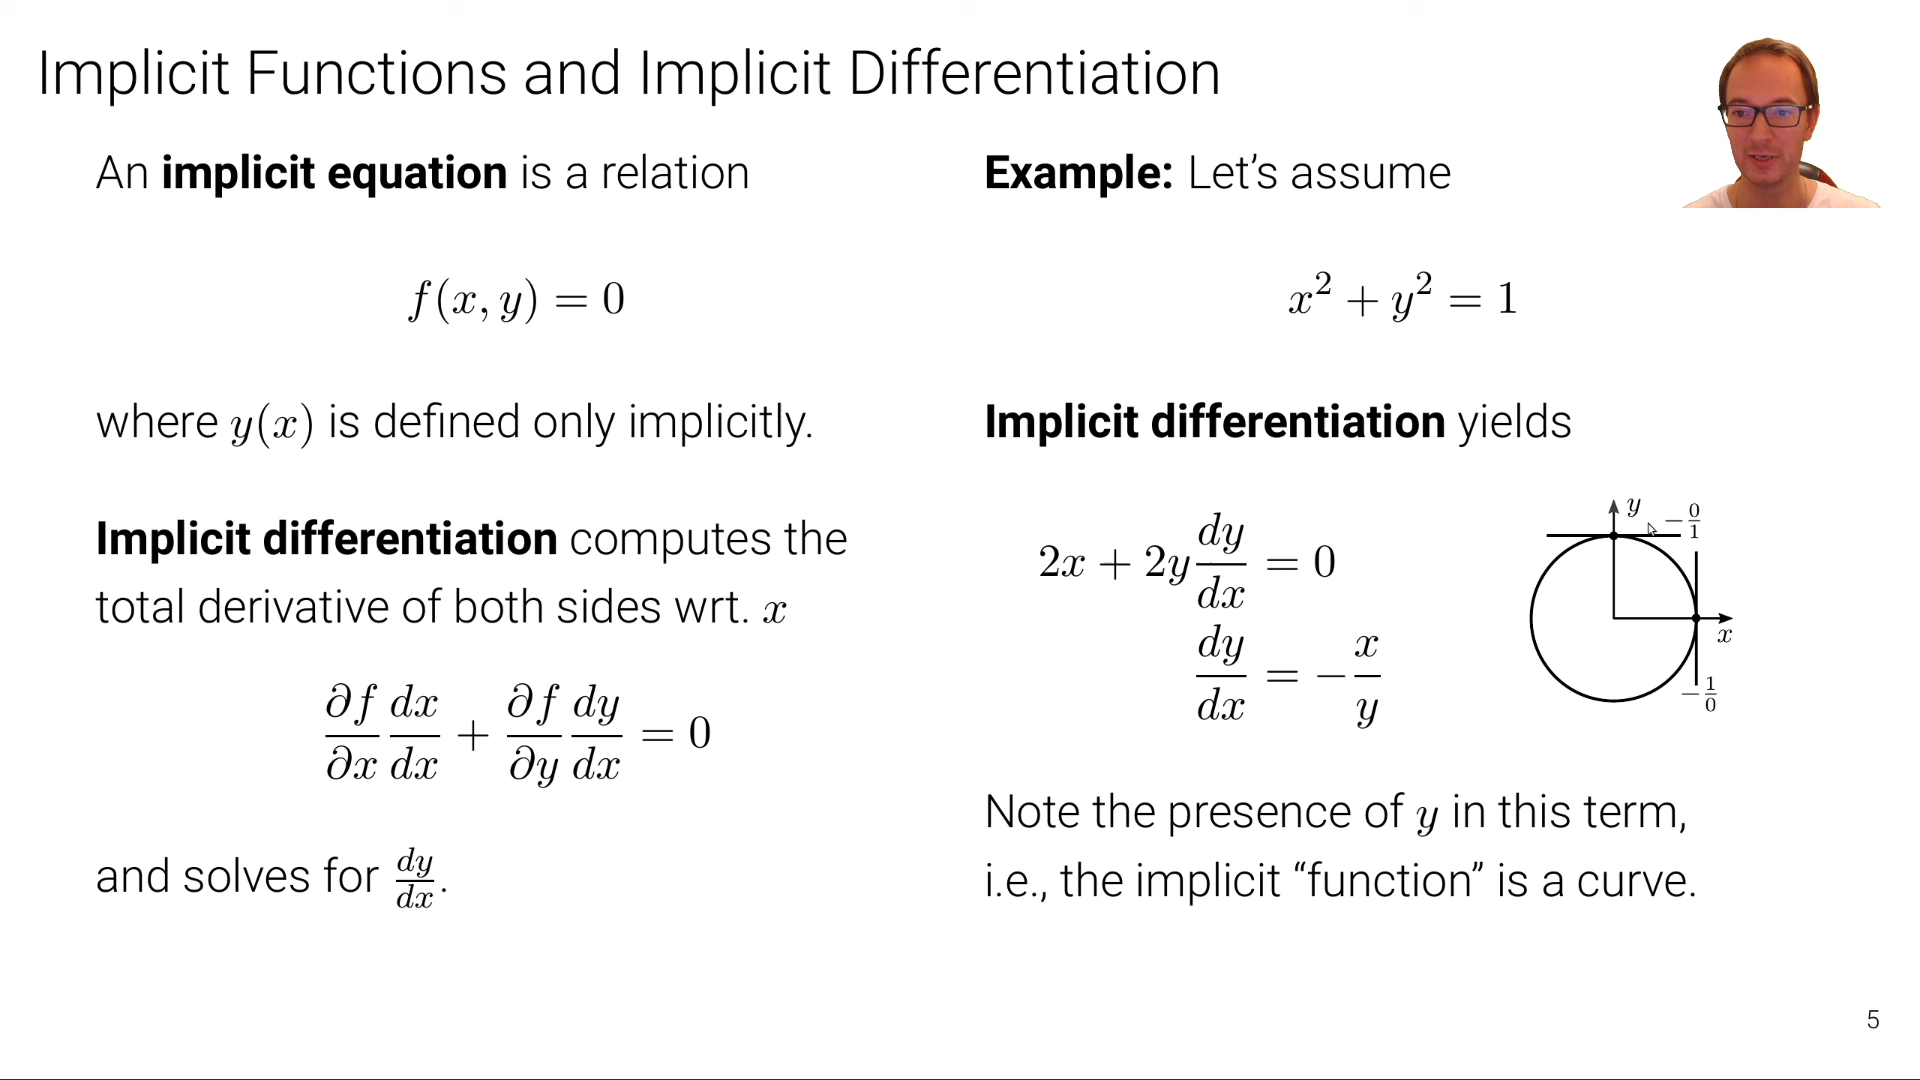 Implicit Functions and Implicit Differentiation
An implicit equation is a relation
f(x, y) = 0
where y(x) is defined only implicitly.
Implicit differentiation computes the
total derivative of both sides wrt. x
∂f/∂x dx/dx + ∂f/∂y dy/dx = 0
and solves for dy/dx.
Example: Let’s assume
x² + y² = 1
Implicit differentiation yields
2x + 2y dy/dx = 0
dy/dx = −x/y
y
−0/1
x
−1/0
Note the presence of y in this term,
i.e., the implicit “function” is a curve.
5